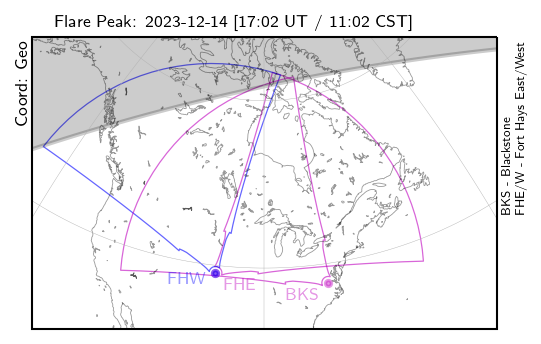 Flare Peak: 2023-12-14 [17:02 UT / 11:02 CST]
Coord: Geo
BKS - Blackstone
FHE/W - Fort Hays East/West
FHW
FHE
BKS